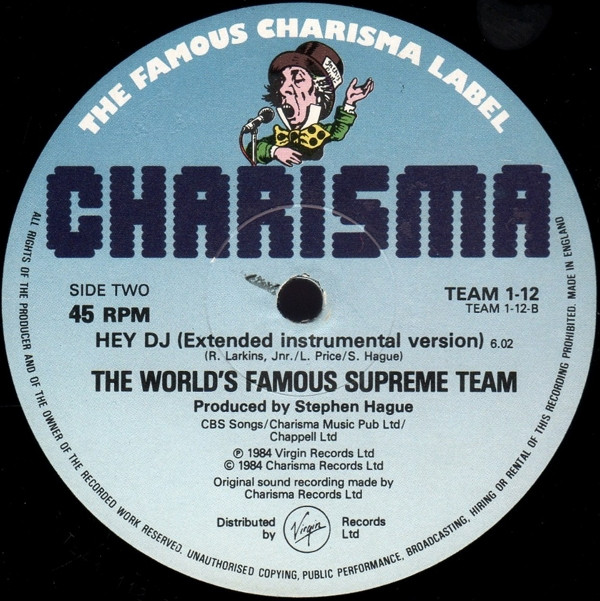 THE FAMOUS CHARISMA LABEL
CHARISMA
SIDE TWO
45 RPM
TEAM 1-12
TEAM 1-12-B
HEY DJ (Extended instrumental version) 6.02
(R. Larkins, Jnr./L. Price/S. Hague)
THE WORLD'S FAMOUS SUPREME TEAM
Produced by Stephen Hague
CBS Songs/Charisma Music Pub Ltd/
Chappell Ltd
℗ 1984 Virgin Records Ltd
© 1984 Charisma Records Ltd
Original sound recording made by
Charisma Records Ltd
Distributed by Virgin Records Ltd
ALL RIGHTS OF THE PRODUCER AND OF THE OWNER OF THE RECORDED WORK RESERVED. UNAUTHORISED COPYING, PUBLIC PERFORMANCE, BROADCASTING, HIRING OR RENTAL OF THIS RECORDING PROHIBITED. MADE IN ENGLAND